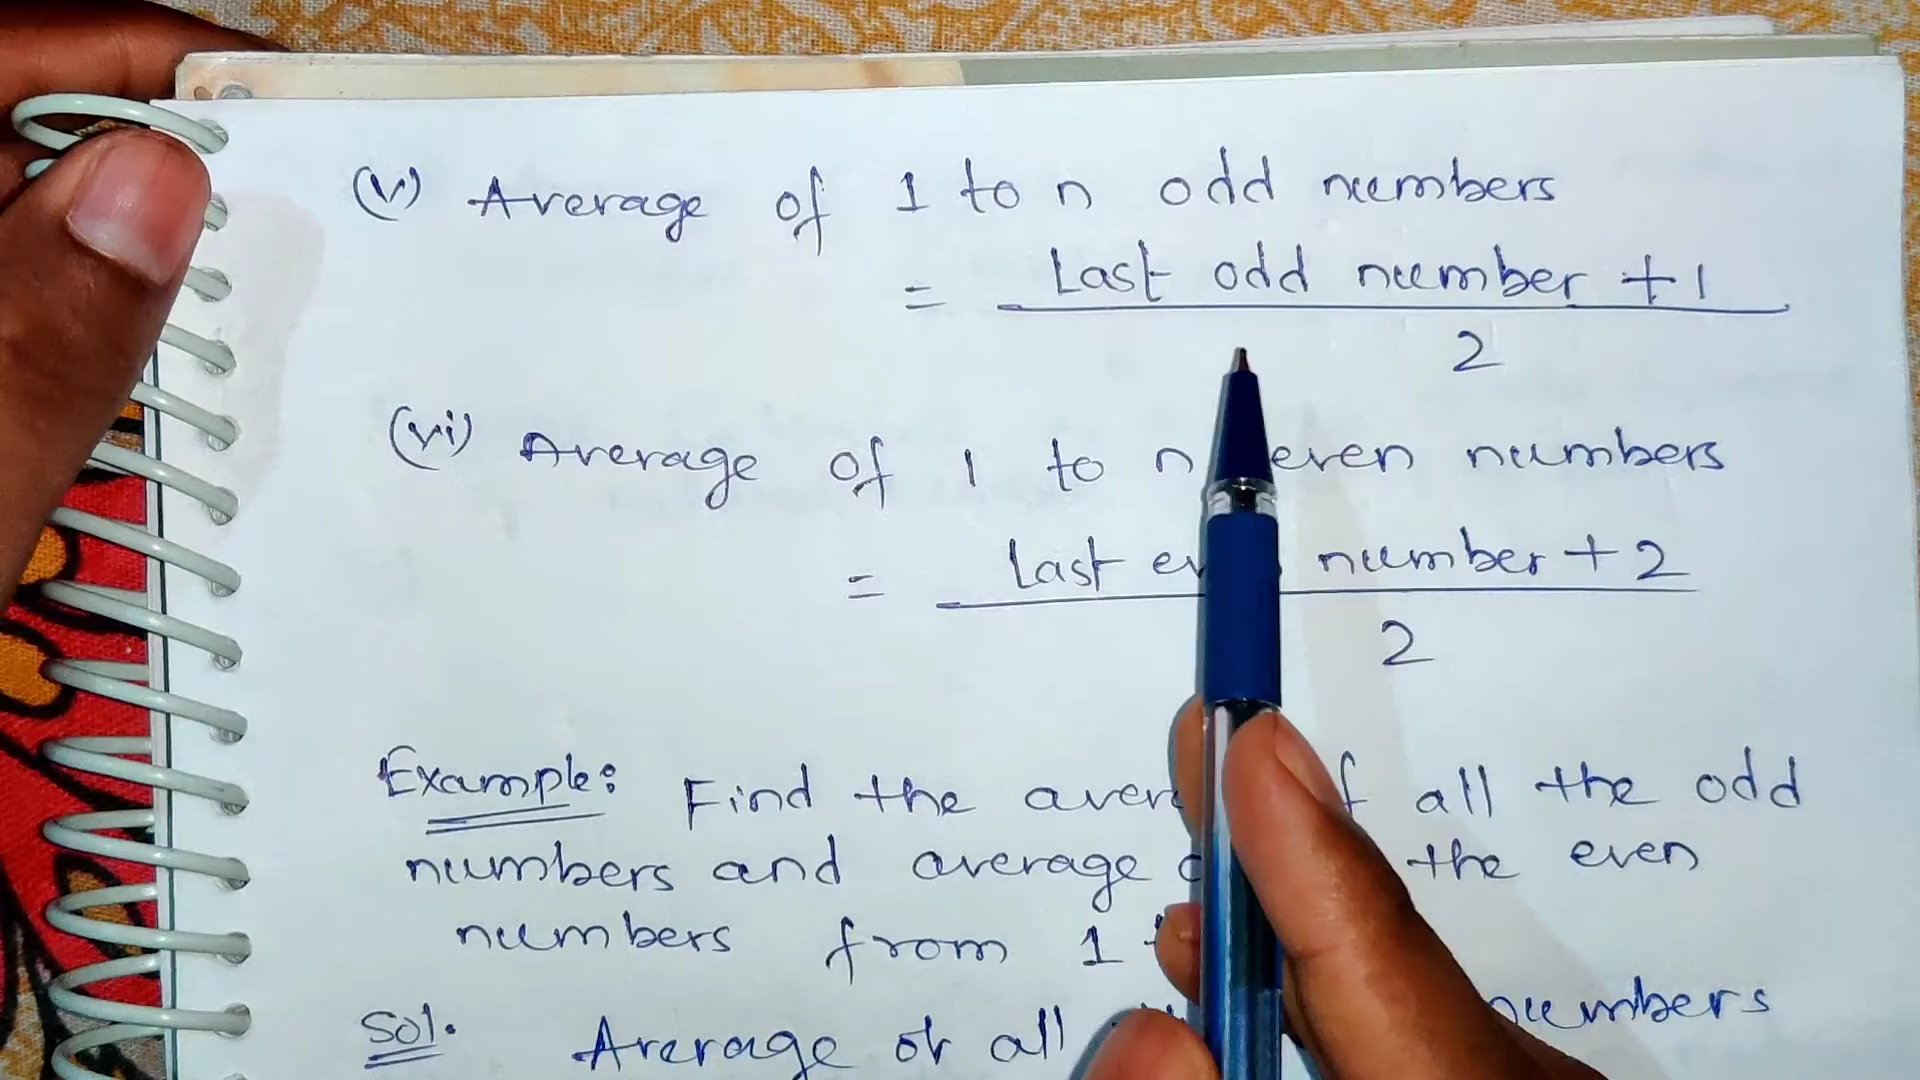 (v) Average of 1 to n odd numbers
= Last odd number + 1
2
(vi) Average of 1 to n even numbers
= Last number + 2
2
Example: Find the all the odd
numbers and average the even
numbers from 1
Sol. Average of all numbers